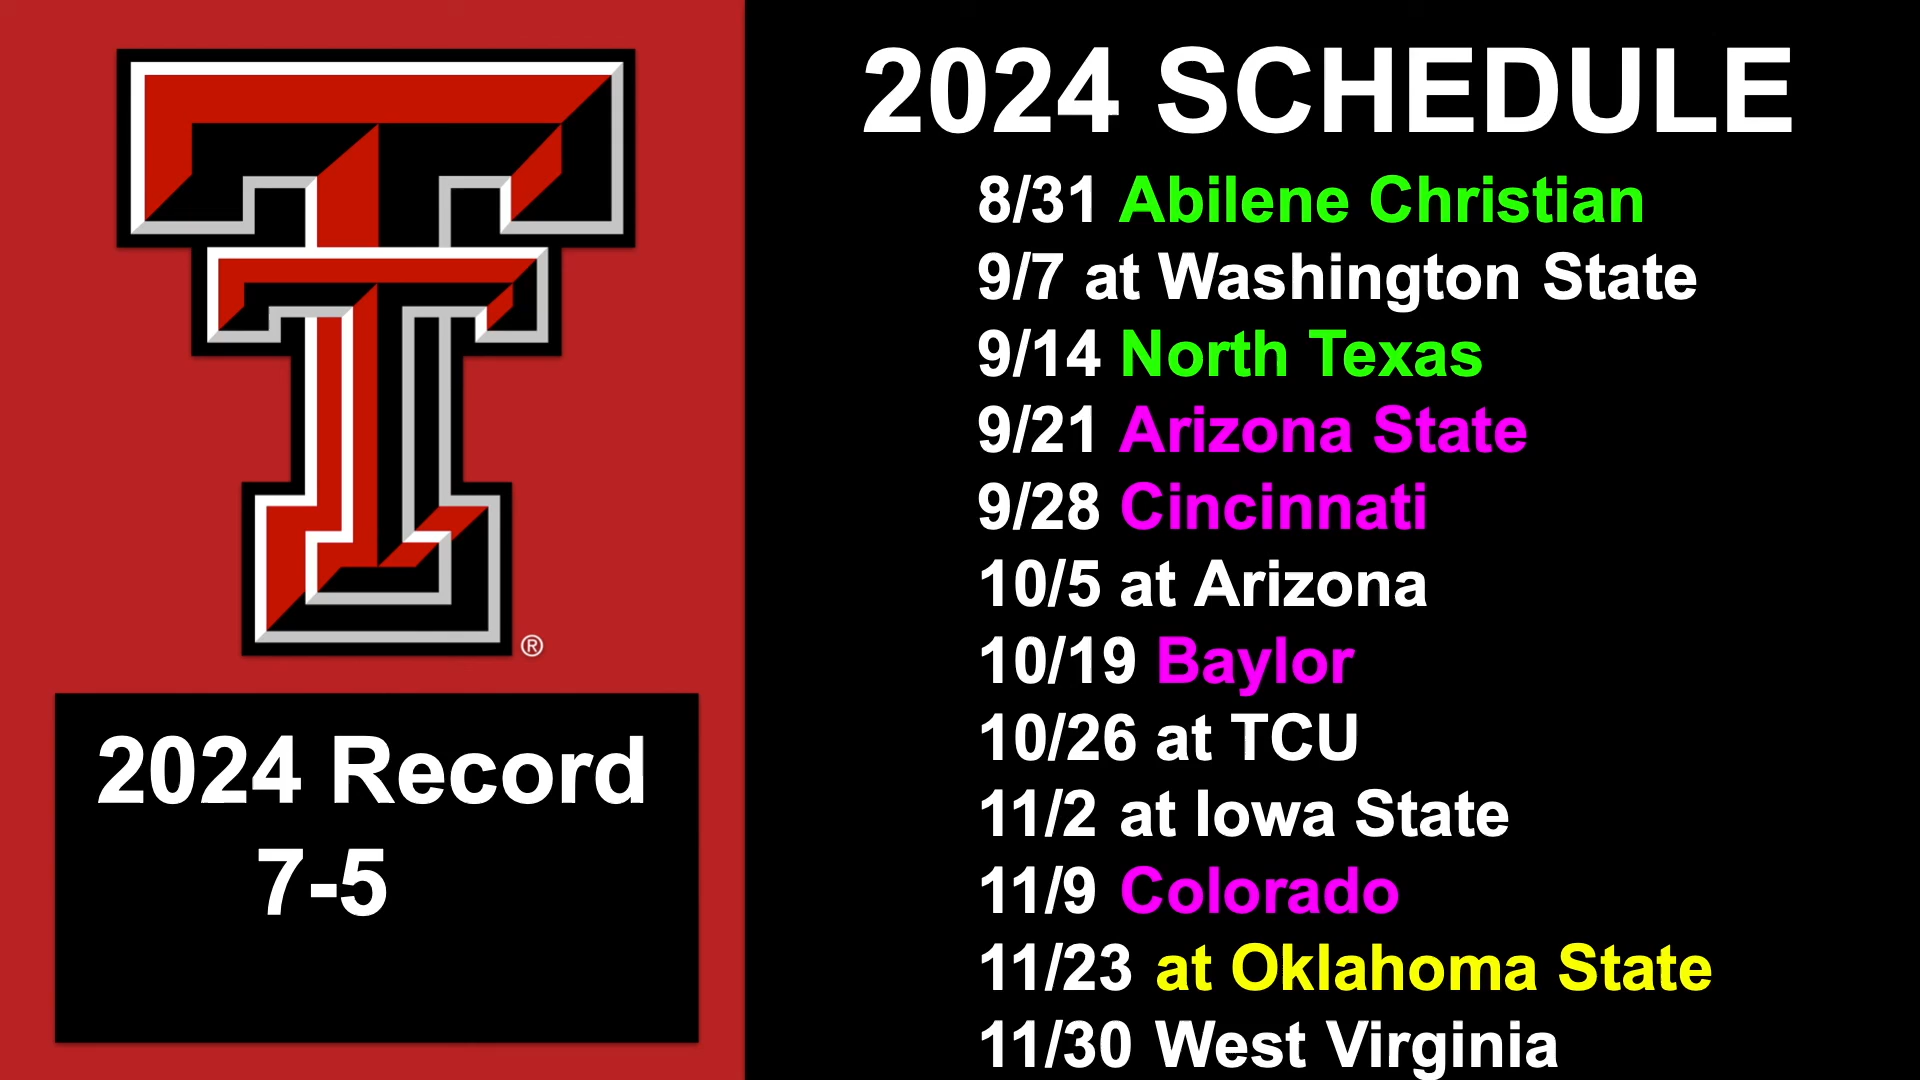 ®
2024 Record
7-5
2024 SCHEDULE
8/31 Abilene Christian
9/7 at Washington State
9/14 North Texas
9/21 Arizona State
9/28 Cincinnati
10/5 at Arizona
10/19 Baylor
10/26 at TCU
11/2 at Iowa State
11/9 Colorado
11/23 at Oklahoma State
11/30 West Virginia